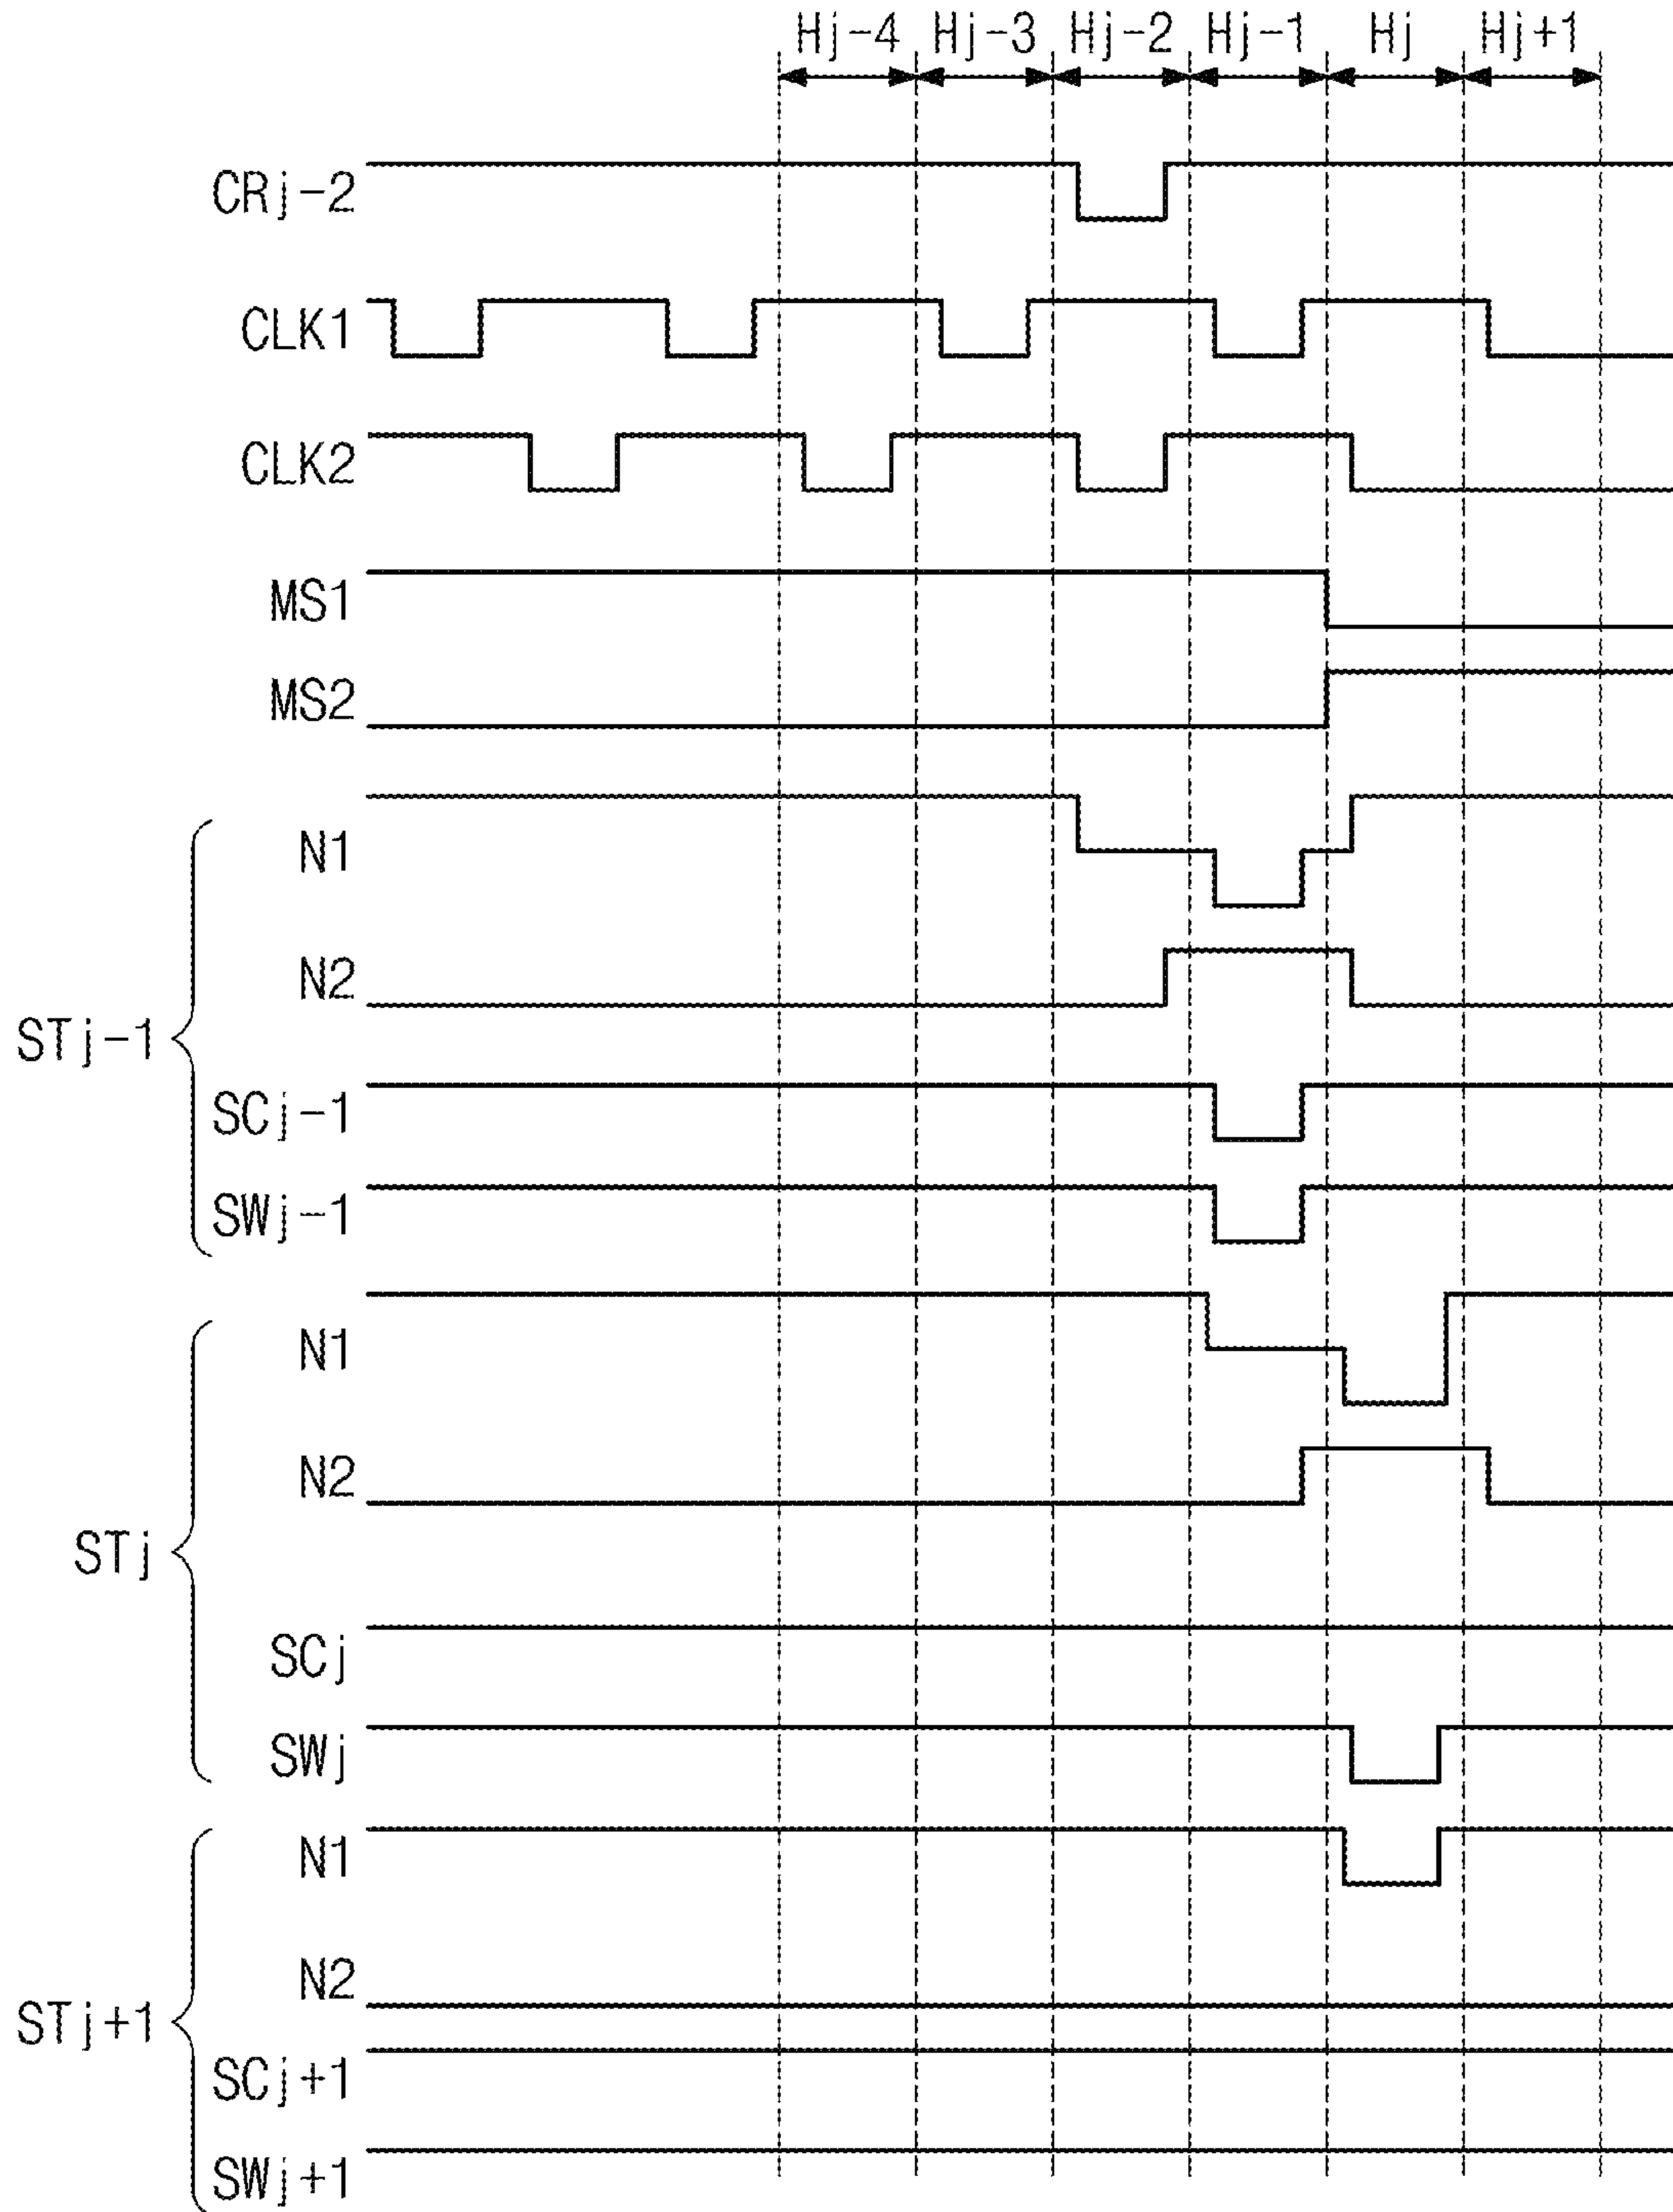 Hj-4 Hj-3 Hj-2 Hj-1 Hj Hj+1
CRj-2
CLK1
CLK2
MS1
MS2
STj-1
N1
N2
SCj-1
SWj-1
STj
N1
N2
SCj
SWj
STj+1
N1
N2
SCj+1
SWj+1